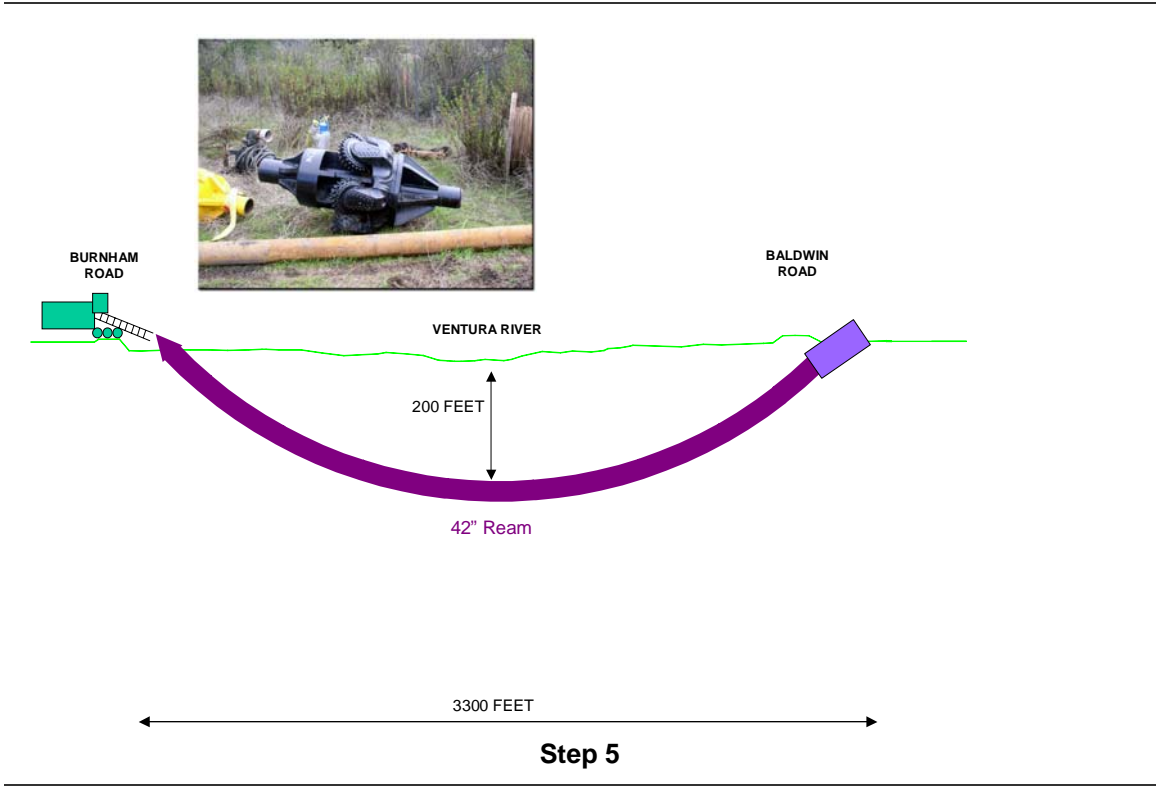 BURNHAM
ROAD
BALDWIN
ROAD
VENTURA RIVER
200 FEET
42” Ream
3300 FEET
Step 5